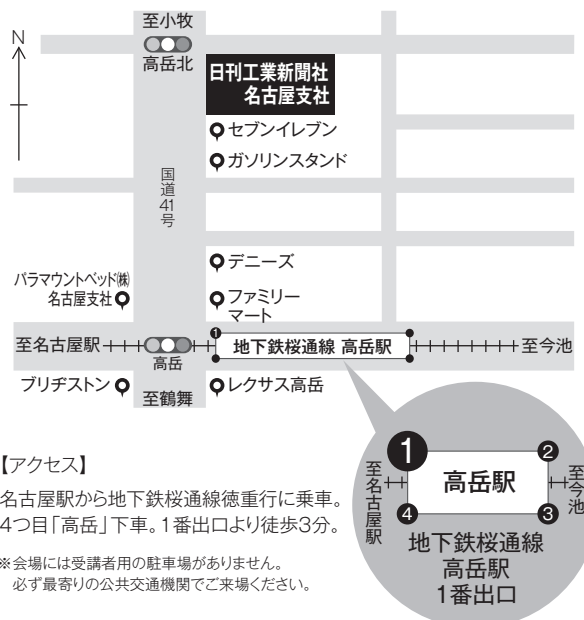 至小牧
N
高岳北
日刊工業新聞社
名古屋支社
セブンイレブン
ガソリンスタンド
国道41号
デニーズ
パラマウントベッド㈱
名古屋支社
ファミリー
マート
至名古屋駅
高岳
1
地下鉄桜通線 高岳駅
至今池
ブリヂストン
至鶴舞
レクサス高岳
【アクセス】
名古屋駅から地下鉄桜通線徳重行に乗車。
4つ目「高岳」下車。1番出口より徒歩3分。
※会場には受講者用の駐車場がありません。
必ず最寄りの公共交通機関でご来場ください。
1
2
至名古屋駅
高岳駅
至今池
4
3
地下鉄桜通線
高岳駅
1番出口